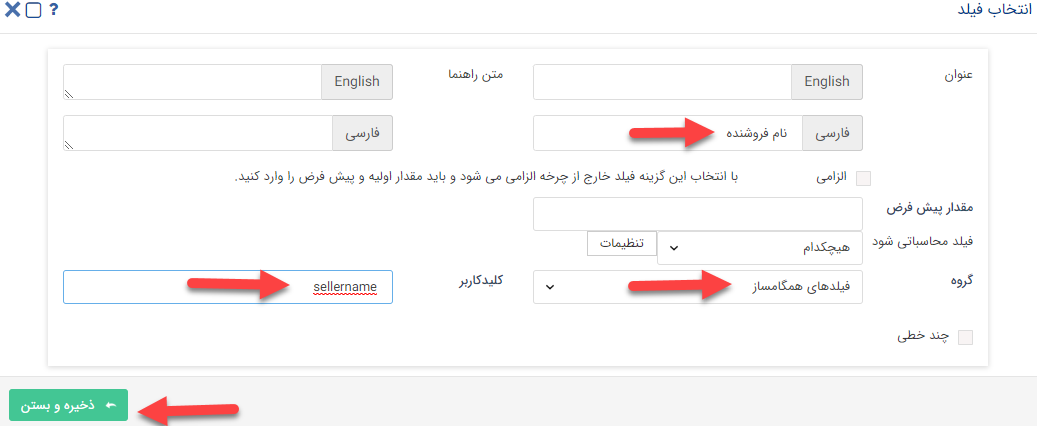 انتخاب فیلد ?
عنوان English متن راهنما English
فارسی نام فروشنده فارسی
الزامی با انتخاب این گزینه فیلد خارج از چرخه الزامی می شود و باید مقدار اولیه و پیش فرض را وارد کنید.
مقدار پیش فرض
فیلد محاسباتی شود هیچکدام تنظیمات
گروه فیلدهای همگامساز کلیدکاربر sellername
چند خطی
ذخیره و بستن